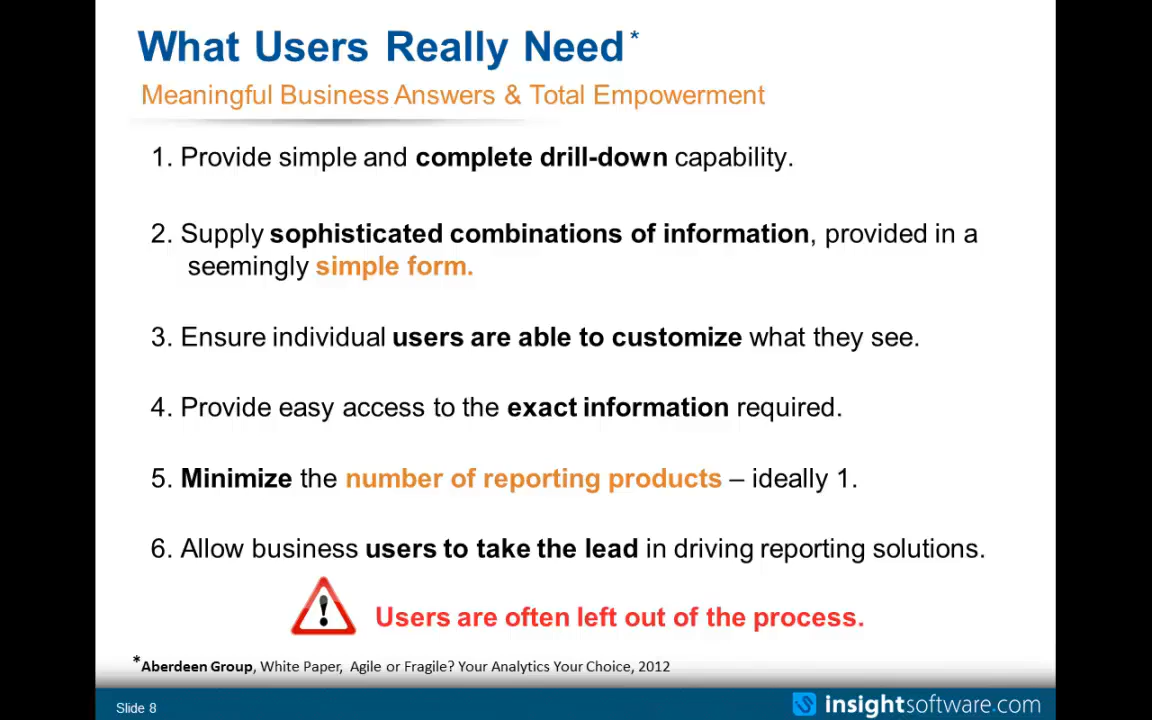 What Users Really Need*
Meaningful Business Answers & Total Empowerment
1. Provide simple and complete drill-down capability.
2. Supply sophisticated combinations of information, provided in a
seemingly simple form.
3. Ensure individual users are able to customize what they see.
4. Provide easy access to the exact information required.
5. Minimize the number of reporting products – ideally 1.
6. Allow business users to take the lead in driving reporting solutions.
Users are often left out of the process.
*Aberdeen Group, White Paper, Agile or Fragile? Your Analytics Your Choice, 2012
Slide 8
insightsoftware.com